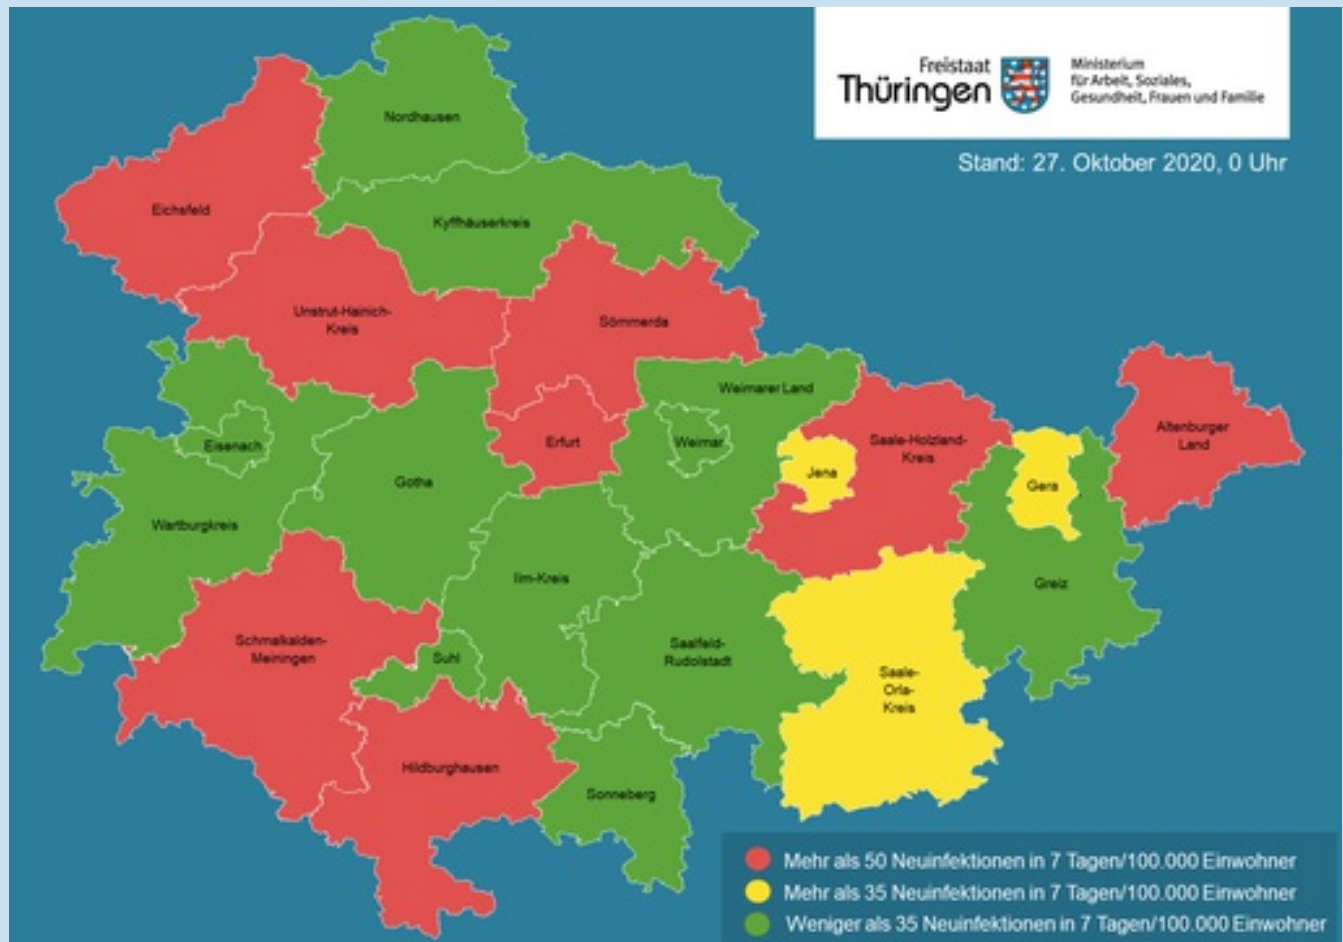 Freistaat
Thüringen
Ministerium
für Arbeit, Soziales,
Gesundheit, Frauen und Familie
Stand: 27. Oktober 2020, 0 Uhr
Nordhausen
Eichsfeld
Kyffhäuserkreis
Unstrut-Hainich-
Kreis
Sömmerda
Weimarer Land
Eisenach
Erfurt
Weimar
Saale-Holzland-
Kreis
Altenburger
Land
Jena
Gera
Gotha
Wartburgkreis
Ilm-Kreis
Greiz
Schmalkalden-
Meiningen
Suhl
Saalfeld-
Rudolstadt
Saale-
Orla-
Kreis
Hildburghausen
Sonneberg
Mehr als 50 Neuinfektionen in 7 Tagen/100.000 Einwohner
Mehr als 35 Neuinfektionen in 7 Tagen/100.000 Einwohner
Weniger als 35 Neuinfektionen in 7 Tagen/100.000 Einwohner